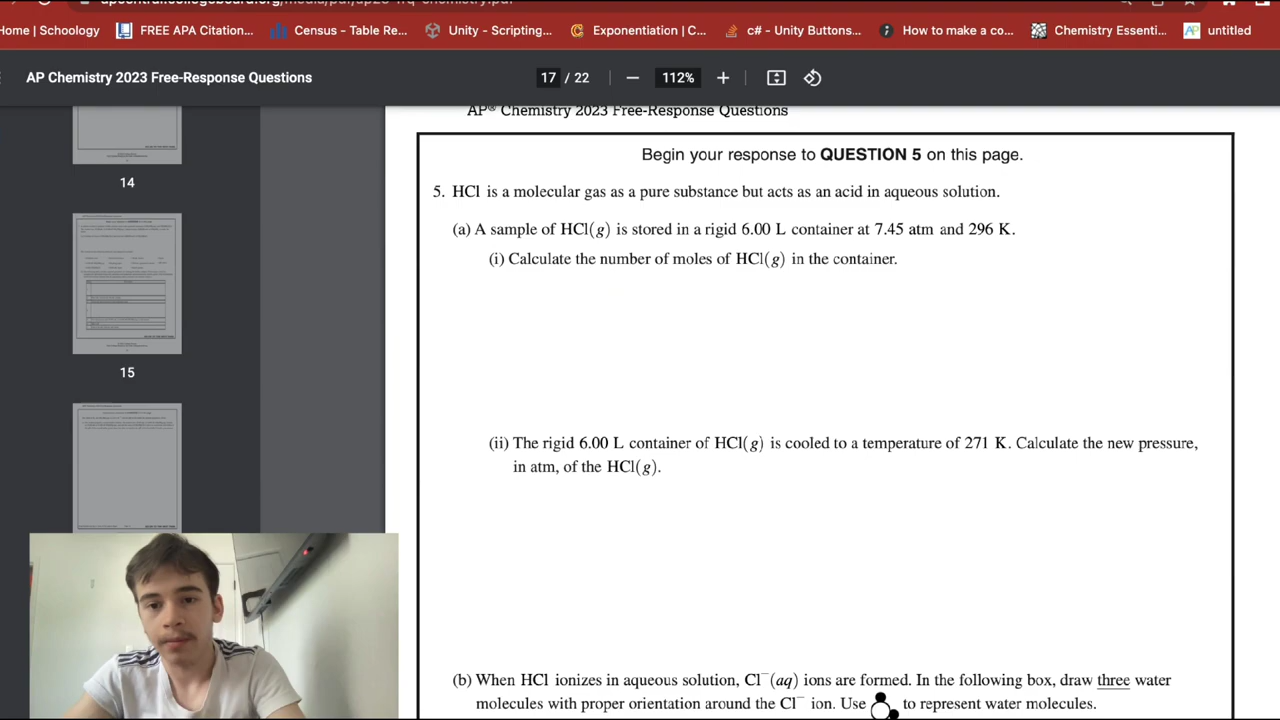 Home | Schoology FREE APA Citation... Census - Table Re... Unity - Scripting... Exponentiation | C... c# - Unity Buttons... How to make a co... Chemistry Essenti... AP untitled
AP Chemistry 2023 Free-Response Questions 17 / 22 — 112% +
AP® Chemistry 2023 Free-Response Questions
Begin your response to QUESTION 5 on this page.
5. HCl is a molecular gas as a pure substance but acts as an acid in aqueous solution.
(a) A sample of HCl(g) is stored in a rigid 6.00 L container at 7.45 atm and 296 K.
(i) Calculate the number of moles of HCl(g) in the container.
(ii) The rigid 6.00 L container of HCl(g) is cooled to a temperature of 271 K. Calculate the new pressure,
in atm, of the HCl(g).
(b) When HCl ionizes in aqueous solution, Cl⁻(aq) ions are formed. In the following box, draw three water
molecules with proper orientation around the Cl⁻ ion. Use to represent water molecules.
14
15